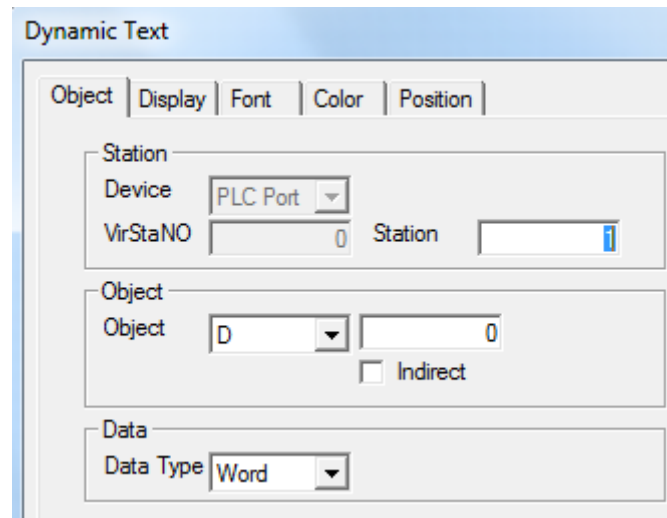 Dynamic Text
Object Display Font Color Position
Station
Device PLC Port
VirStaNO 0 Station 1
Object
Object D 0
Indirect
Data
Data Type Word